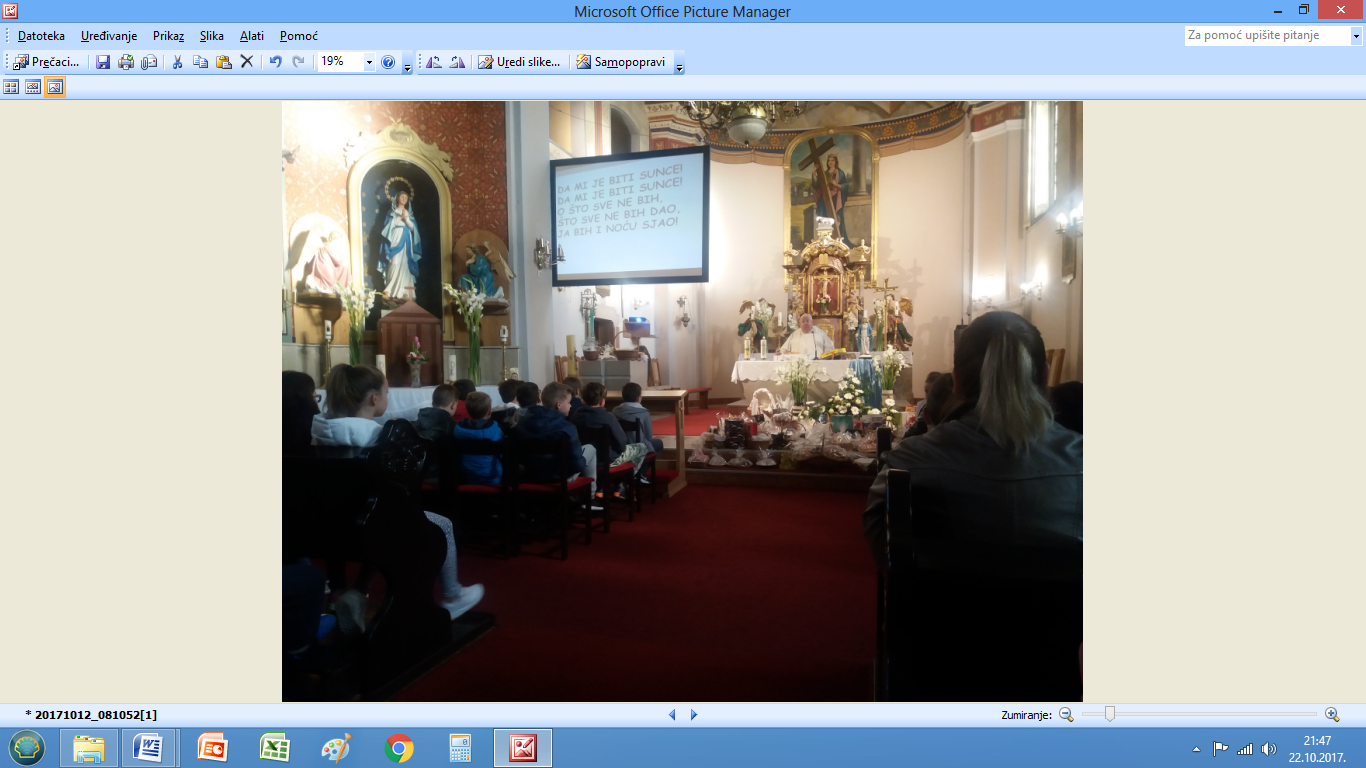 Microsoft Office Picture Manager
Datoteka Uređivanje Prikaz Slika Alati Pomoć
Za pomoć upišite pitanje
Prečaci... 19% Uredi slike... Samopopravi
DA MI JE BITI SUNCE!
DA MI JE BITI SUNCE!
O ŠTO SVE NE BIH,
ŠTO SVE NE BIH DAO,
JA BIH I NOĆU SJAO!
* 20171012_081052[1]
Zumiranje:
21:47
22.10.2017.